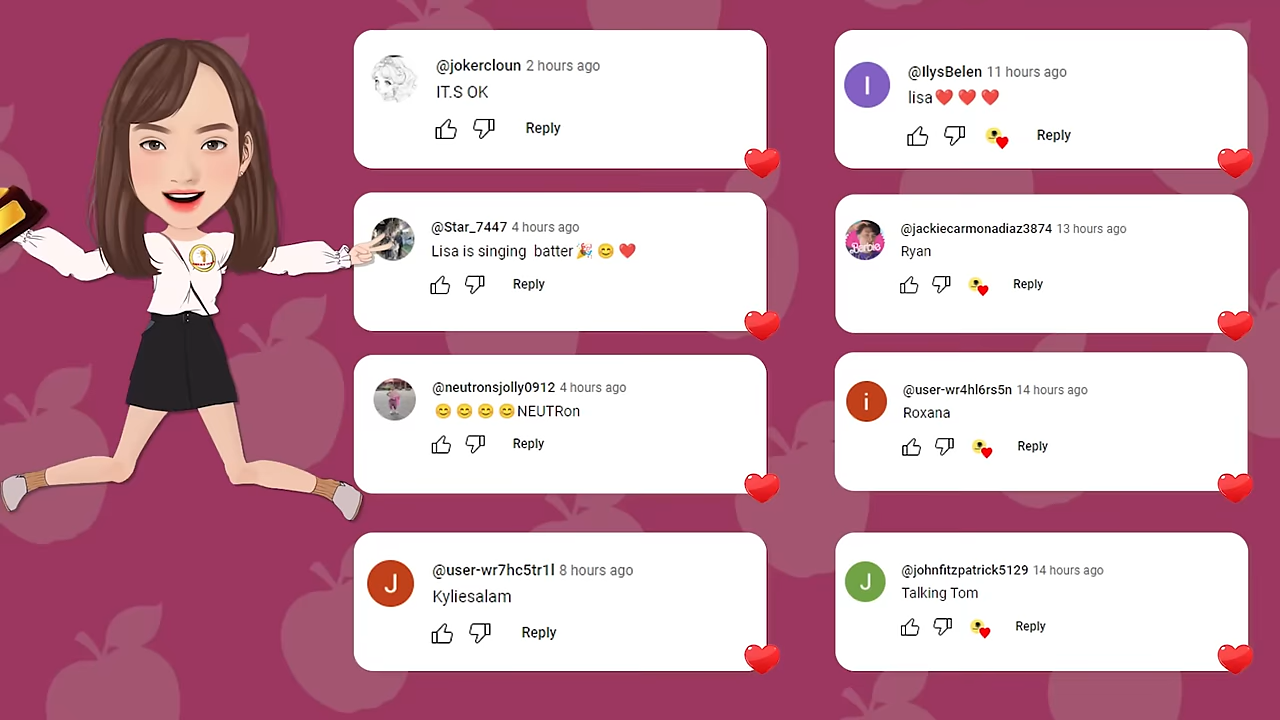 @jokercloun 2 hours ago
IT.S OK
Reply
@Star_7447 4 hours ago
Lisa is singing batter🎉😊❤️
Reply
@neutronsjolly0912 4 hours ago
😊😊😊😊NEUTRon
Reply
@user-wr7hc5tr1l 8 hours ago
Kyliesalam
Reply
@IlysBelen 11 hours ago
lisa❤️❤️❤️
Reply
@jackiecarmonadiaz3874 13 hours ago
Barbie
Ryan
Reply
@user-wr4hl6rs5n 14 hours ago
Roxana
Reply
@johnfitzpatrick5129 14 hours ago
Talking Tom
Reply
J
I
i
J